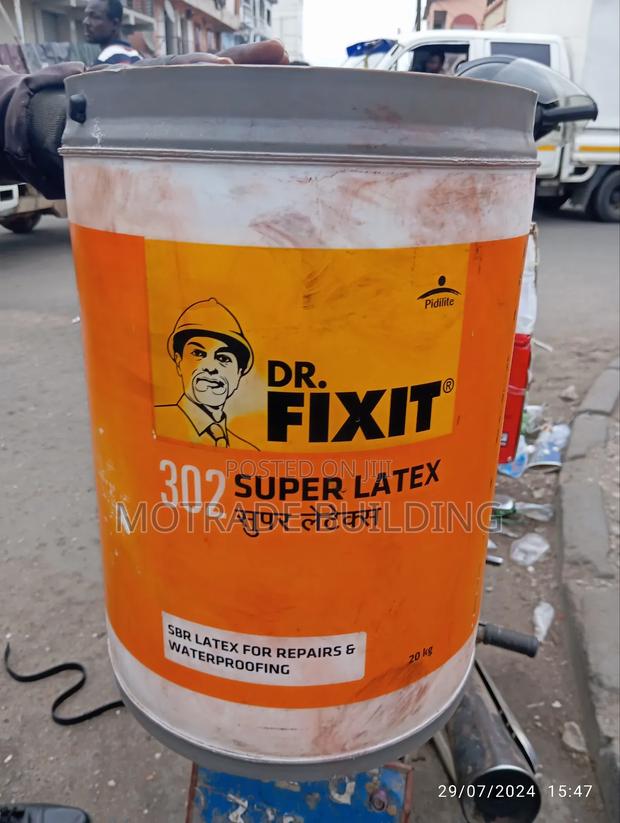 Pidilite
DR.
FIXIT®
302 SUPER LATEX
सुपर लेटेक्स
POSTED ON JIJI
MOTRADE BUILDING
SBR LATEX FOR REPAIRS &
WATERPROOFING
20 kg
29/07/2024 15:47